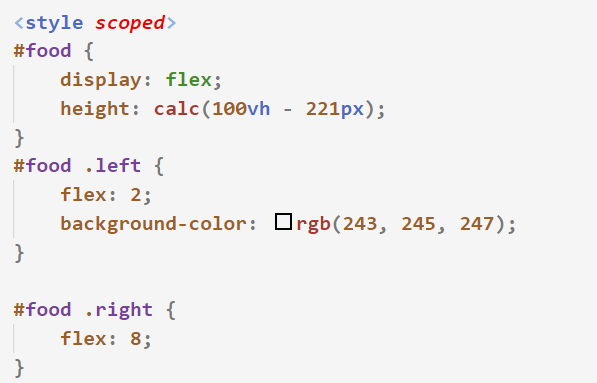 <style scoped>
#food {
    display: flex;
    height: calc(100vh - 221px);
}
#food .left {
    flex: 2;
    background-color: rgb(243, 245, 247);
}

#food .right {
    flex: 8;
}